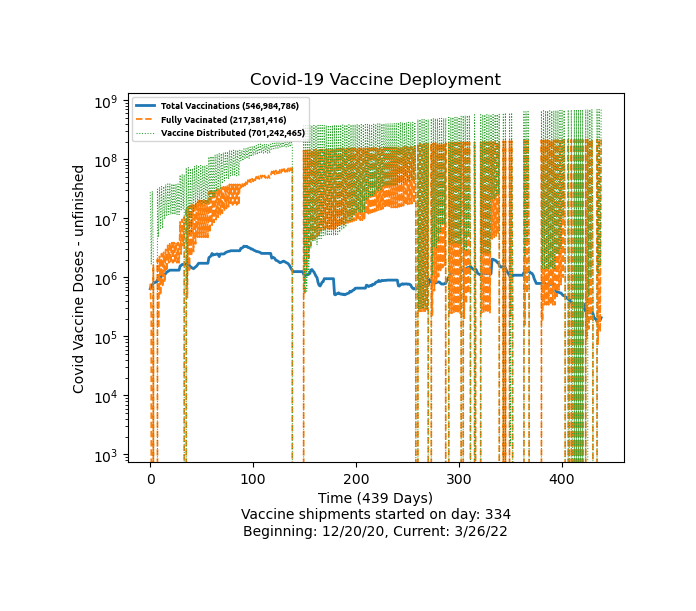 Covid-19 Vaccine Deployment
Total Vaccinations (546,984,786)
Fully Vacinated (217,381,416)
Vaccine Distributed (701,242,465)
Covid Vaccine Doses - unfinished
10⁹
10⁸
10⁷
10⁶
10⁵
10⁴
10³
0 100 200 300 400
Time (439 Days)
Vaccine shipments started on day: 334
Beginning: 12/20/20, Current: 3/26/22